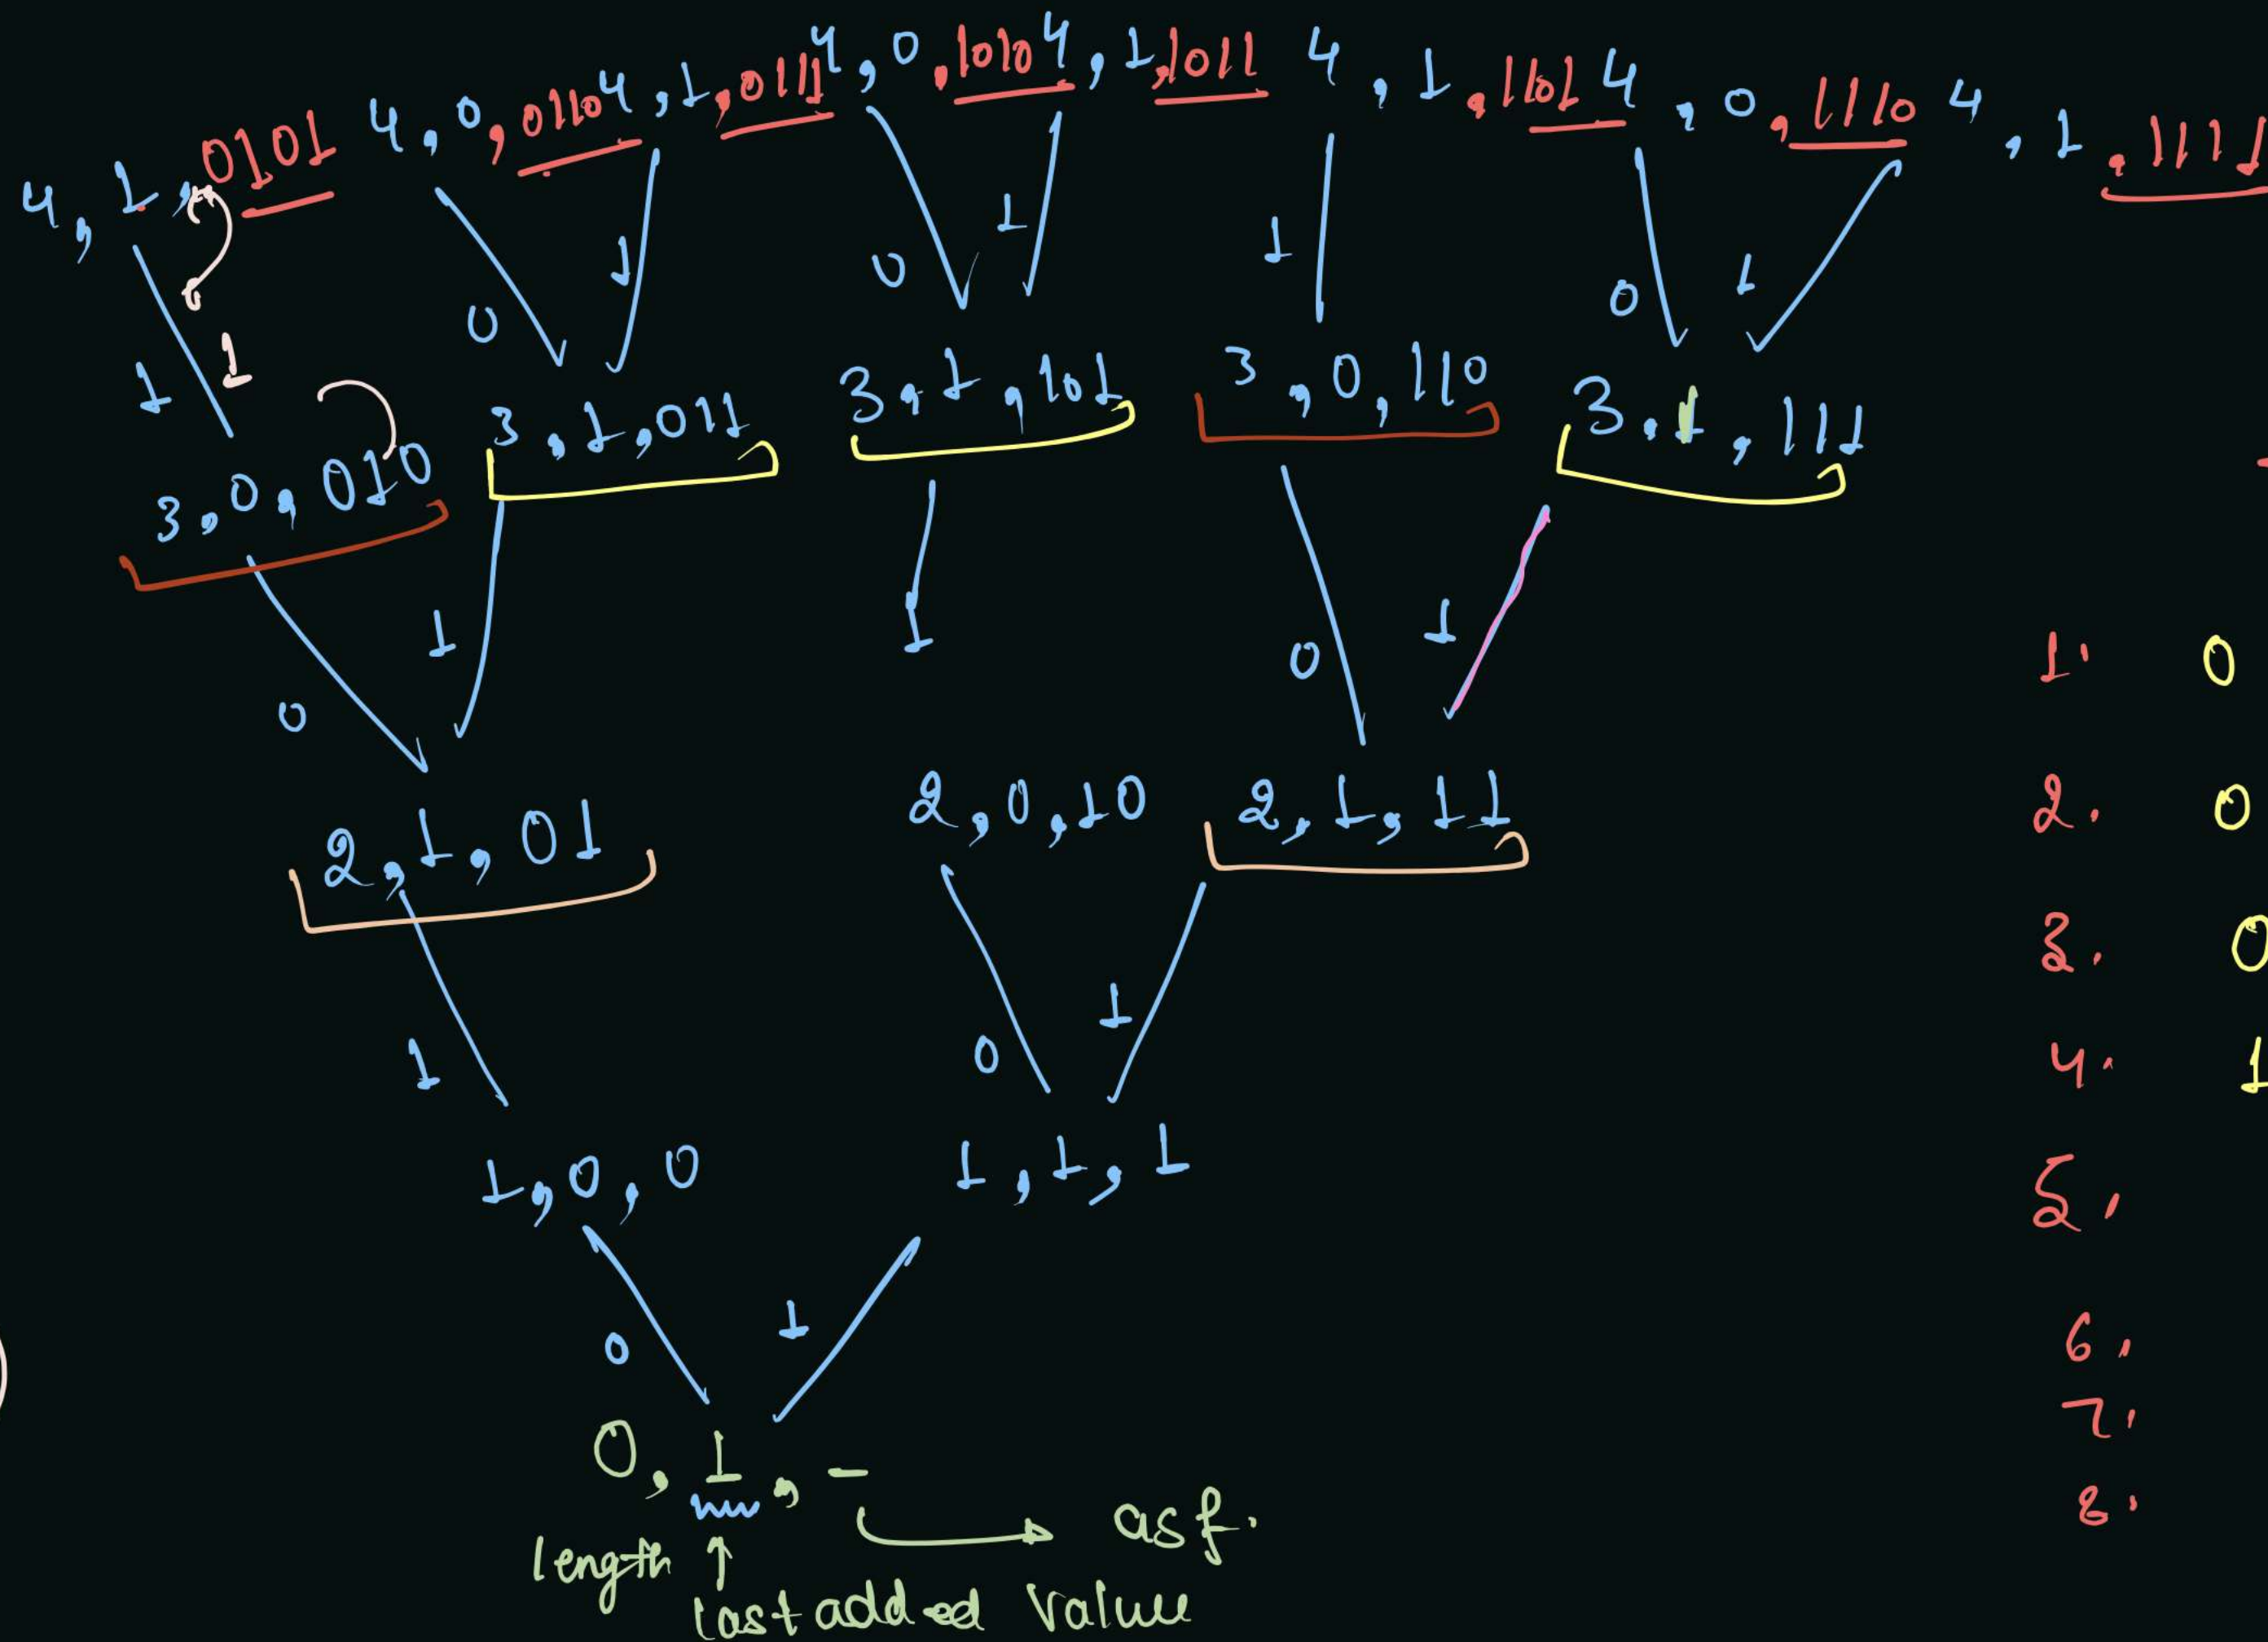 4,1,0101 4,0,0110 4,1,0111 4,0,1010 4,1,1011 4,1,1101 4,0,1110 4,1,1111
1 1 0 1 0 1 1 0 1
3,0,010 3,1,011 3,1,101 3,0,110 3,1,111
0 1 1 0 1
2,1,01 2,0,10 2,1,11
1 0 1
1,0,0 1,1,1
0 1
0,1,- asf.
length
last added value
1. 0
2. 0
3. 0
4. 1
5.
6.
7.
8.